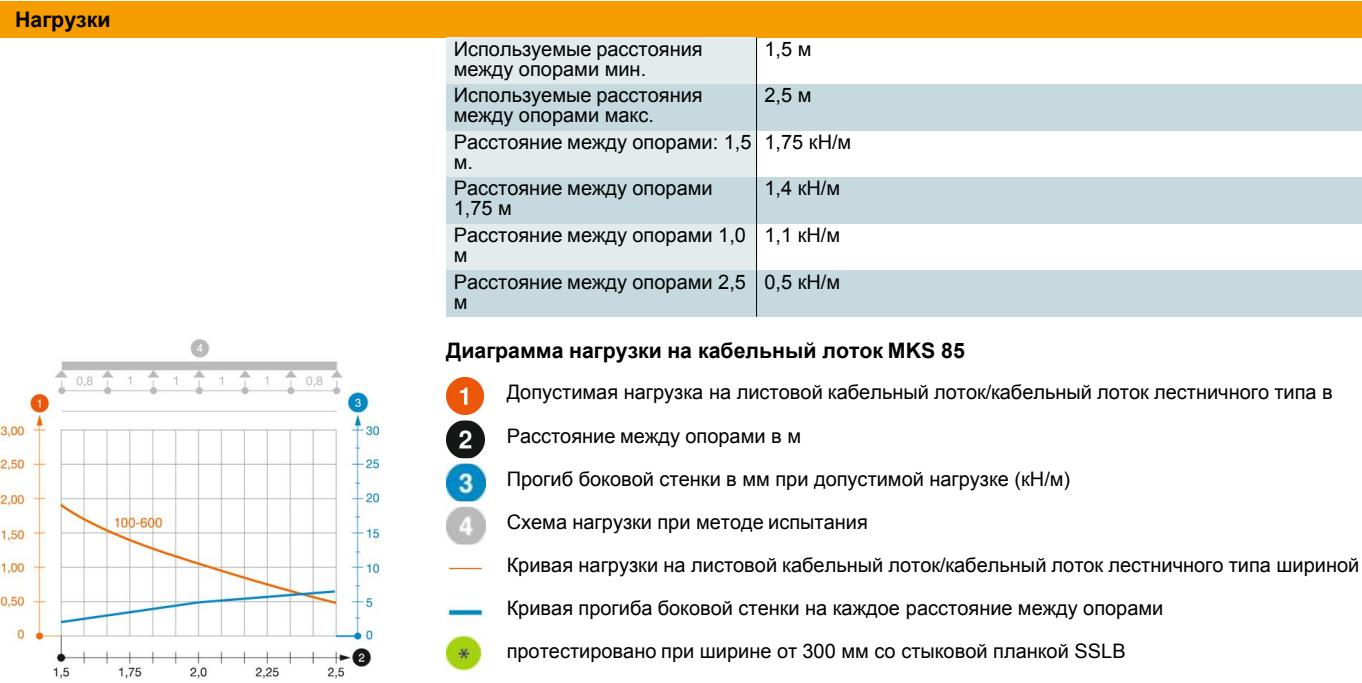 Нагрузки
Используемые расстояния
между опорами мин.
1,5 м
Используемые расстояния
между опорами макс.
2,5 м
Расстояние между опорами: 1,5
м.
1,75 кН/м
Расстояние между опорами
1,75 м
1,4 кН/м
Расстояние между опорами 1,0
м
1,1 кН/м
Расстояние между опорами 2,5
м
0,5 кН/м
4
0,8 1 1 1 1 0,8
1
3
3,00
2,50
2,00
1,50
1,00
0,50
0
100-600
30
25
20
15
10
5
0
2
1,5 1,75 2,0 2,25 2,5
Диаграмма нагрузки на кабельный лоток MKS 85
1 Допустимая нагрузка на листовой кабельный лоток/кабельный лоток лестничного типа в
2 Расстояние между опорами в м
3 Прогиб боковой стенки в мм при допустимой нагрузке (кН/м)
4 Схема нагрузки при методе испытания
Кривая нагрузки на листовой кабельный лоток/кабельный лоток лестничного типа шириной
Кривая прогиба боковой стенки на каждое расстояние между опорами
* протестировано при ширине от 300 мм со стыковой планкой SSLB